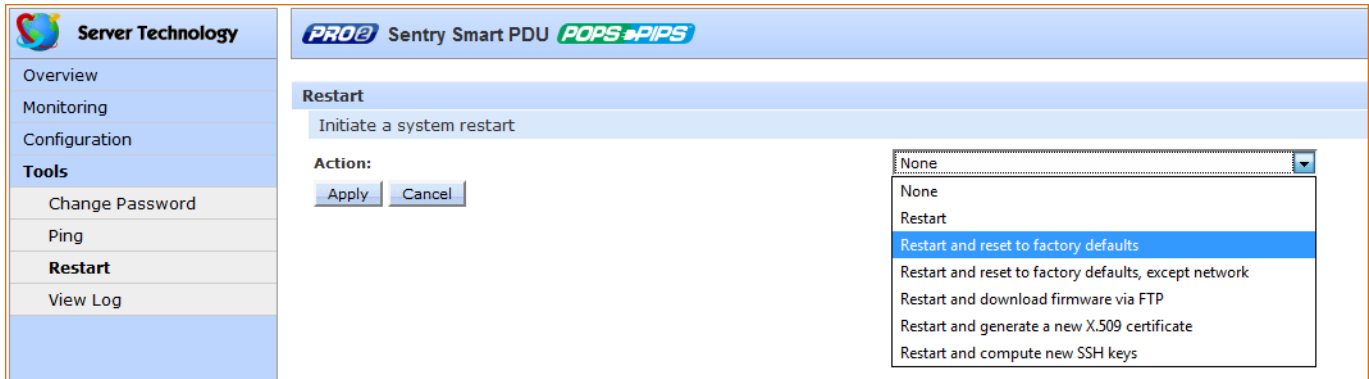 Server Technology
PRO2 Sentry Smart PDU POPS PIPS
Overview
Monitoring
Configuration
Tools
Change Password
Ping
Restart
View Log
Restart
Initiate a system restart
Action:
None
Apply Cancel
None
Restart
Restart and reset to factory defaults
Restart and reset to factory defaults, except network
Restart and download firmware via FTP
Restart and generate a new X.509 certificate
Restart and compute new SSH keys